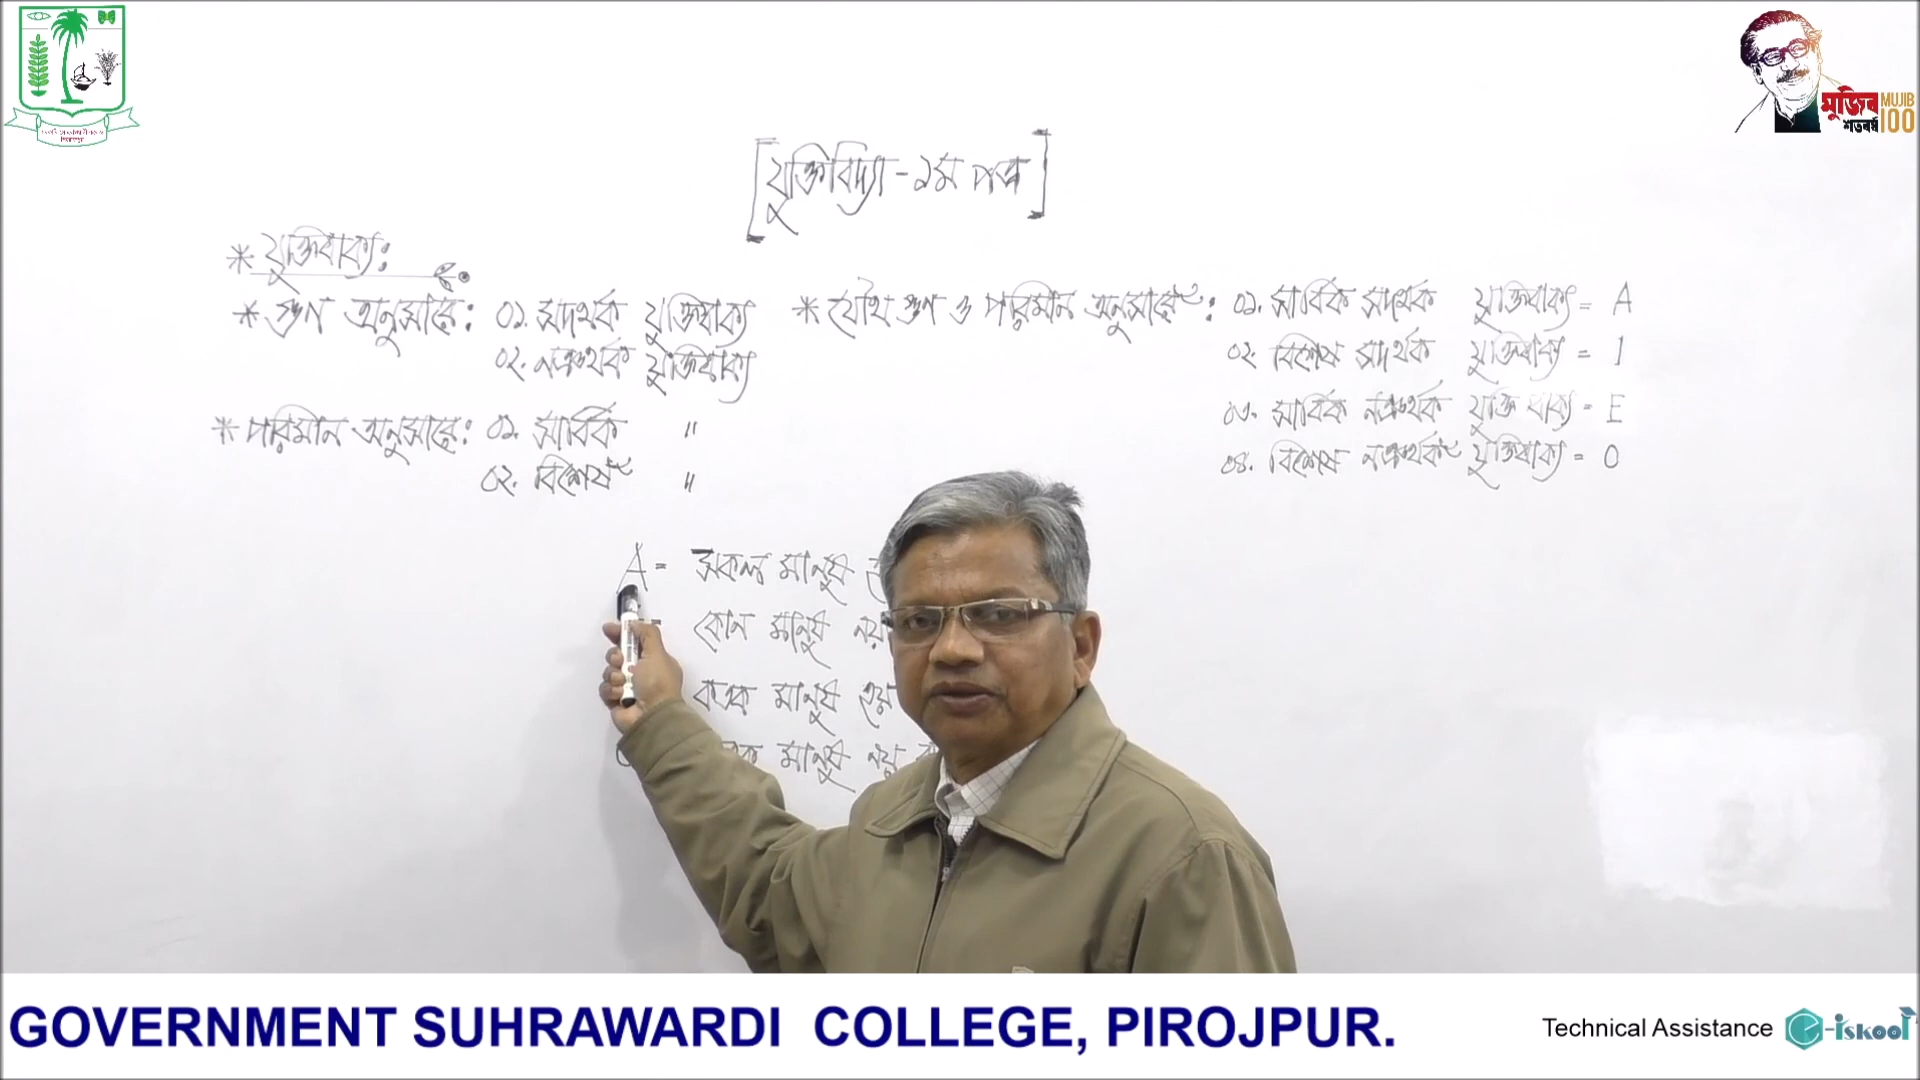 মুজিব MUJIB
শতবর্ষ 100
[যুক্তিবিদ্যা - ১ম পত্র]
* যুক্তিবাক্য:
* গুণ অনুসারে: ০১. সদর্থক যুক্তিবাক্য
০২. নঞর্থক যুক্তিবাক্য
* পরিমান অনুসারে: ০১. সার্বিক "
০২. বিশেষ "
* যৌথ গুণ ও পরিমান অনুসারে: ০১. সার্বিক সদর্থক যুক্তিবাক্য = A
০২. বিশেষ সদর্থক যুক্তিবাক্য = I
০৩. সার্বিক নঞর্থক যুক্তি বাক্য = E
০৪. বিশেষ নঞর্থক যুক্তিবাক্য = O
A = সকল মানুষ
= কোন মানুষ নয়
কতক মানুষ হয়
মানুষ নয়
GOVERNMENT SUHRAWARDI COLLEGE, PIROJPUR.
Technical Assistance e-iskool